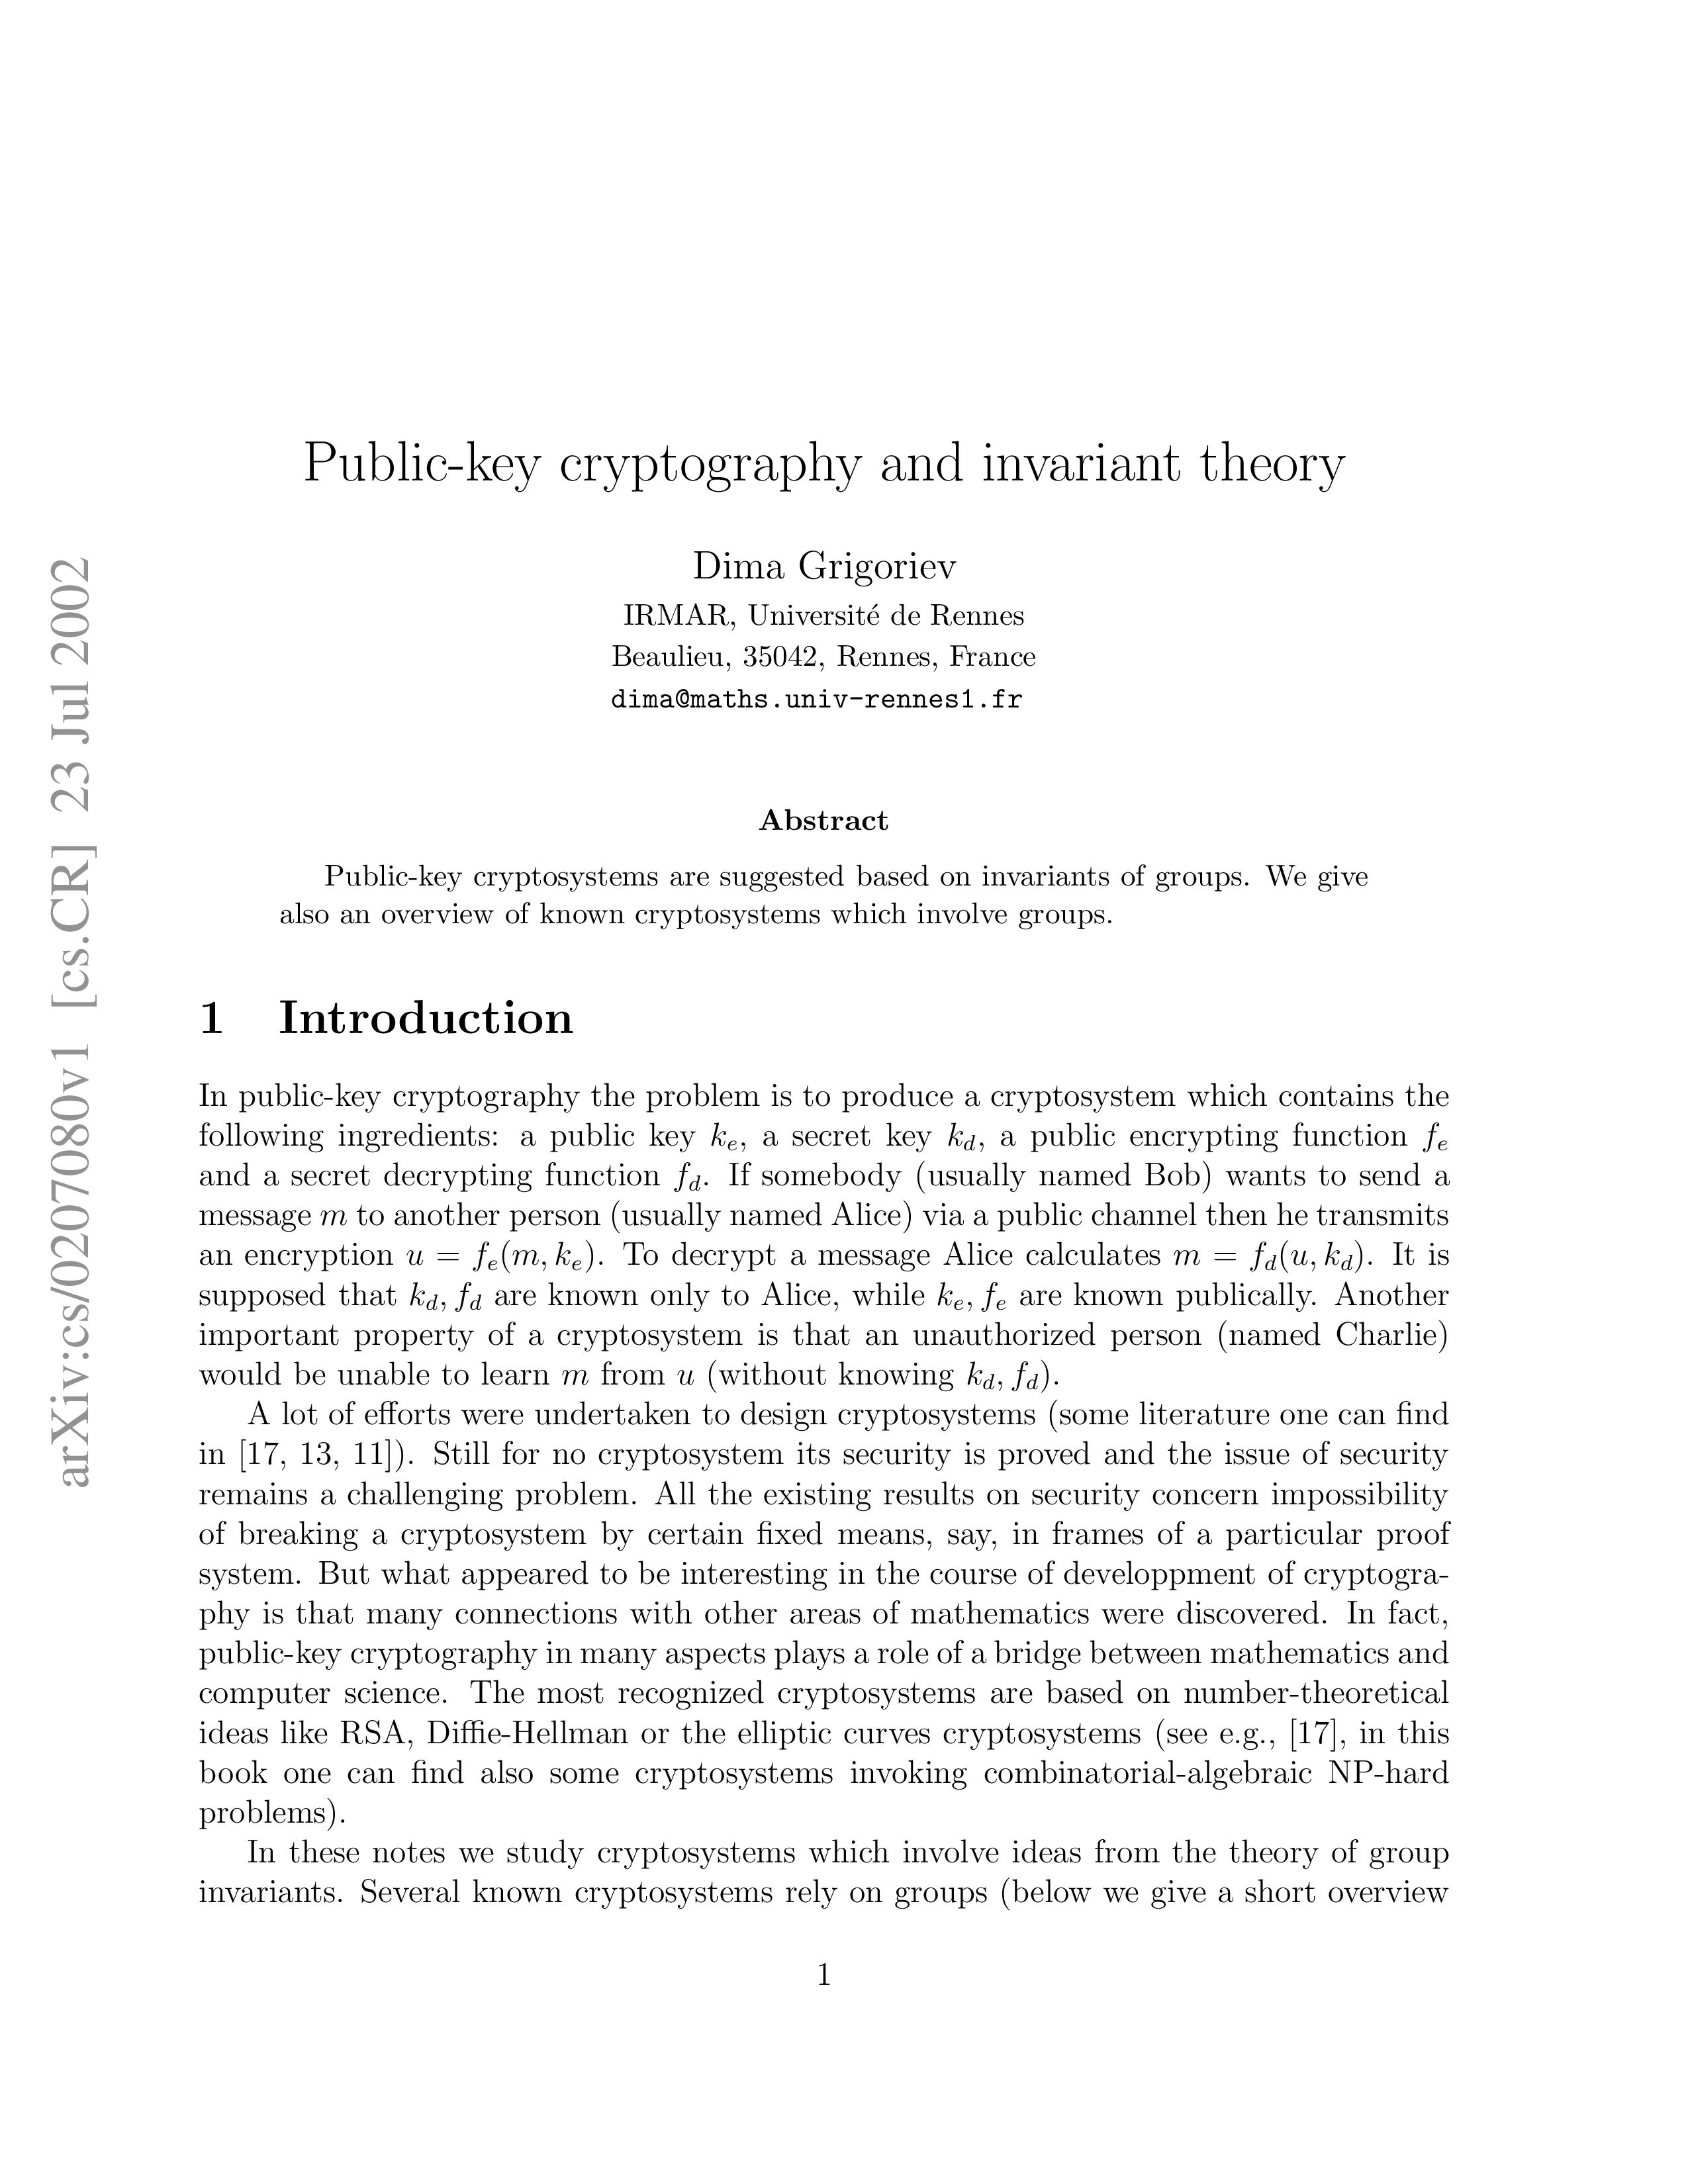 Public-key cryptography and invariant theory
Dima Grigoriev
IRMAR, Université de Rennes
Beaulieu, 35042, Rennes, France
dima@maths.univ-rennes1.fr
Abstract
Public-key cryptosystems are suggested based on invariants of groups. We give
also an overview of known cryptosystems which involve groups.
1 Introduction
In public-key cryptography the problem is to produce a cryptosystem which contains the
following ingredients: a public key k_e, a secret key k_d, a public encrypting function f_e
and a secret decrypting function f_d. If somebody (usually named Bob) wants to send a
message m to another person (usually named Alice) via a public channel then he transmits
an encryption u = f_e(m, k_e). To decrypt a message Alice calculates m = f_d(u, k_d). It is
supposed that k_d, f_d are known only to Alice, while k_e, f_e are known publically. Another
important property of a cryptosystem is that an unauthorized person (named Charlie)
would be unable to learn m from u (without knowing k_d, f_d).
A lot of efforts were undertaken to design cryptosystems (some literature one can find
in [17, 13, 11]). Still for no cryptosystem its security is proved and the issue of security
remains a challenging problem. All the existing results on security concern impossibility
of breaking a cryptosystem by certain fixed means, say, in frames of a particular proof
system. But what appeared to be interesting in the course of developpment of cryptogra-
phy is that many connections with other areas of mathematics were discovered. In fact,
public-key cryptography in many aspects plays a role of a bridge between mathematics and
computer science. The most recognized cryptosystems are based on number-theoretical
ideas like RSA, Diffie-Hellman or the elliptic curves cryptosystems (see e.g., [17], in this
book one can find also some cryptosystems invoking combinatorial-algebraic NP-hard
problems).
In these notes we study cryptosystems which involve ideas from the theory of group
invariants. Several known cryptosystems rely on groups (below we give a short overview
1
arXiv:cs/0207080v1 [cs.CR] 23 Jul 2002